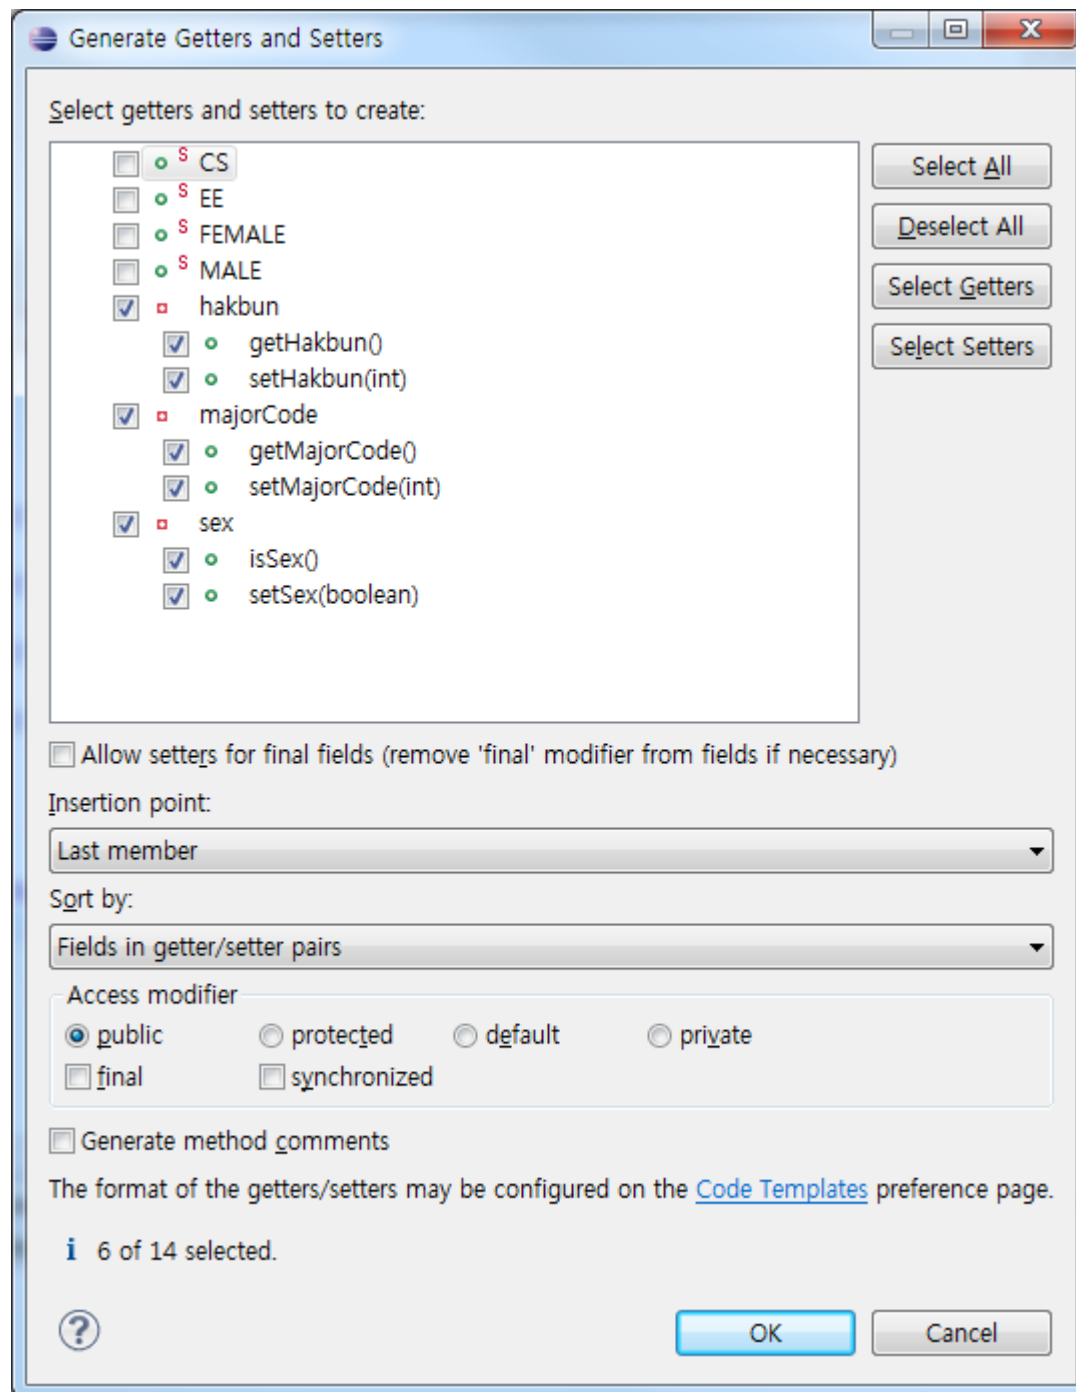 Generate Getters and Setters
Select getters and setters to create:
S CS
S EE
S FEMALE
S MALE
hakbun
getHakbun()
setHakbun(int)
majorCode
getMajorCode()
setMajorCode(int)
sex
isSex()
setSex(boolean)
Select All
Deselect All
Select Getters
Select Setters
Allow setters for final fields (remove 'final' modifier from fields if necessary)
Insertion point:
Last member
Sort by:
Fields in getter/setter pairs
Access modifier
public protected default private
final synchronized
Generate method comments
The format of the getters/setters may be configured on the Code Templates preference page.
i 6 of 14 selected.
? OK Cancel